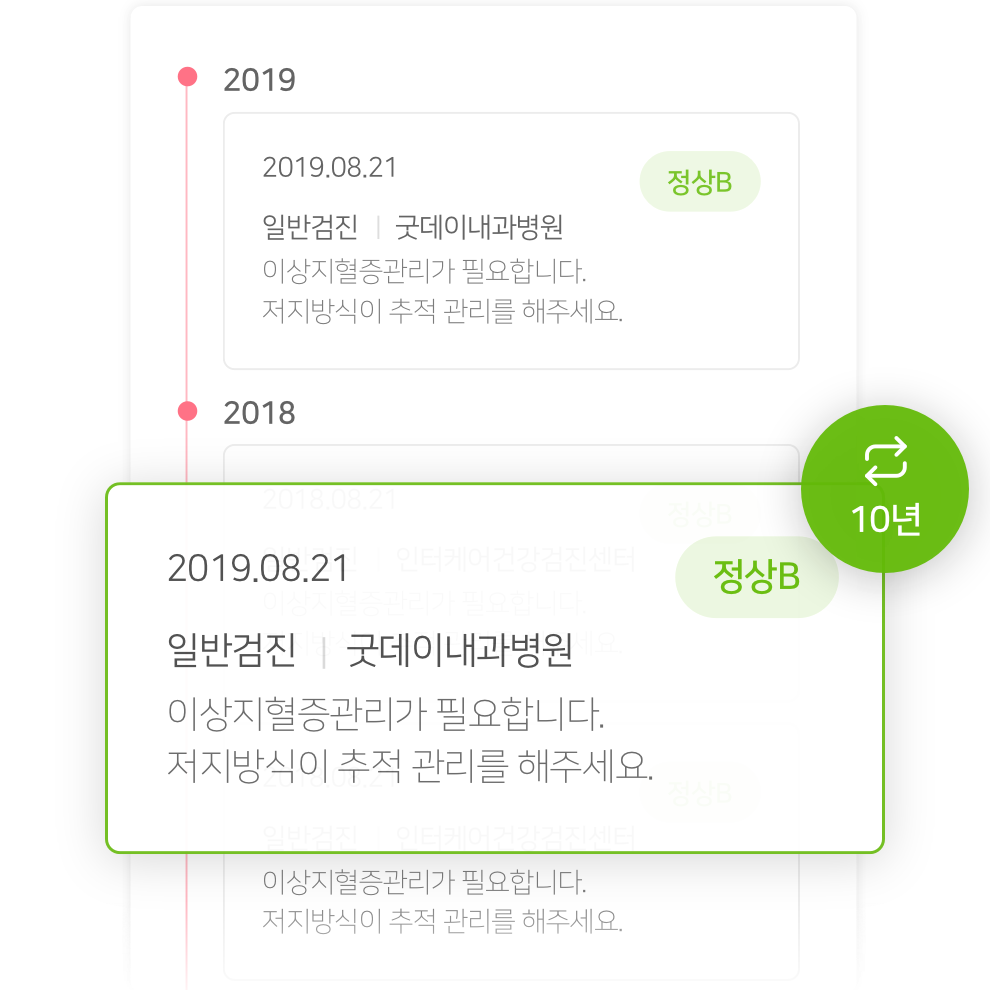 2019
2019.08.21
정상B
일반검진 | 굿데이내과병원
이상지혈증관리가 필요합니다.
저지방식이 추적 관리를 해주세요.
2018
2018.08.21
정상B
10년
2019.08.21
정상B
일반검진 | 굿데이내과병원
이상지혈증관리가 필요합니다.
저지방식이 추적 관리를 해주세요.
정상B
일반검진 | 인터케어건강검진센터
이상지혈증관리가 필요합니다.
저지방식이 추적 관리를 해주세요.